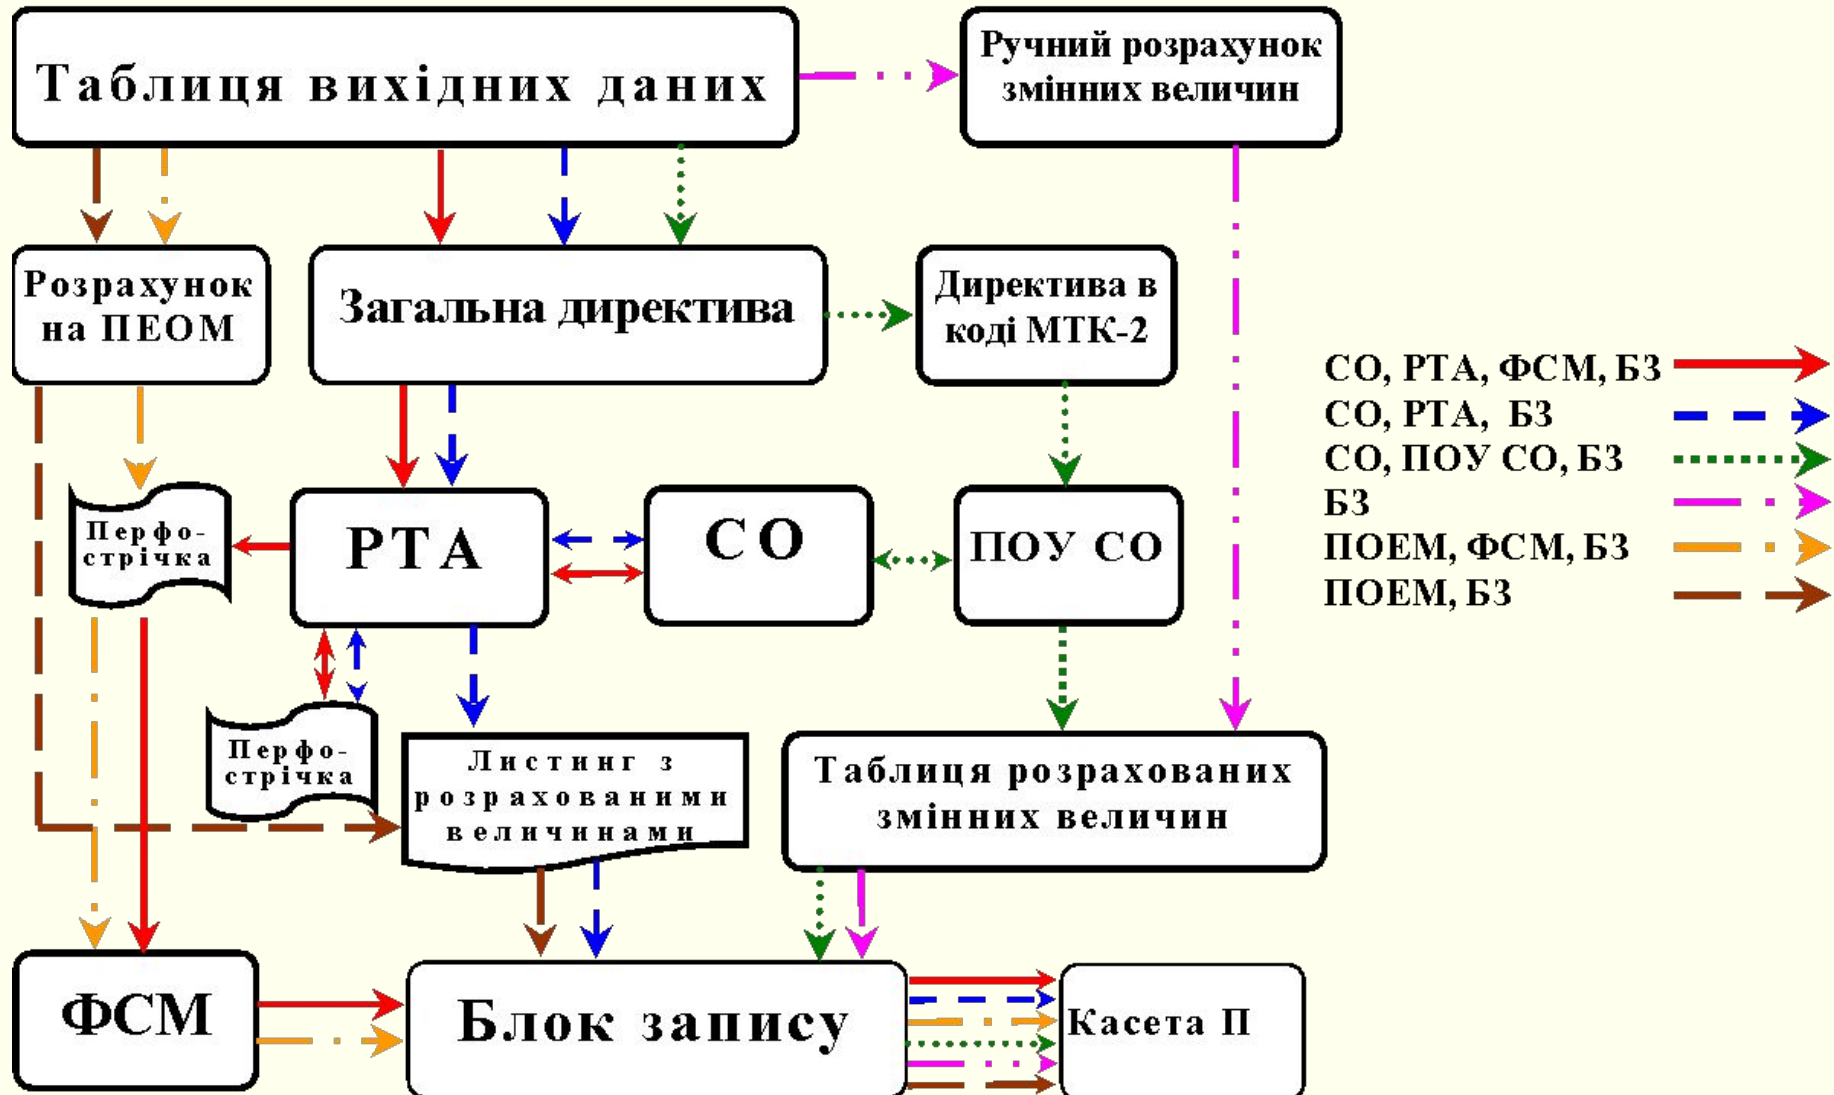 Таблиця вихідних даних
Ручний розрахунок
змінних величин
Розрахунок
на ПЕОМ
Загальна директива
Директива в
коді МТК-2
СО, РТА, ФСМ, БЗ
СО, РТА, БЗ
СО, ПОУ СО, БЗ
БЗ
ПОЕМ, ФСМ, БЗ
ПОЕМ, БЗ
Перфо-
стрічка
РТА
СО
ПОУ СО
Перфо-
стрічка
Листинг з
розрахованими
величинами
Таблиця розрахованих
змінних величин
ФСМ
Блок запису
Касета П